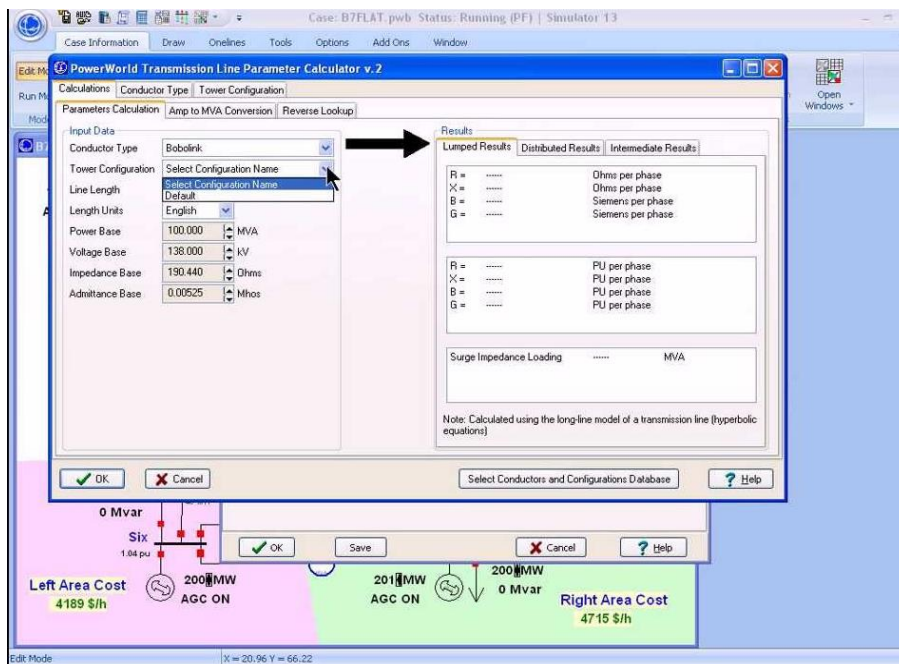 Case: B7FLAT.pwb Status: Running (PF) | Simulator 13
Case Information Draw Onelines Tools Options Add Ons Window
Edit Mo
Run Mo
Mod
Open
Windows
PowerWorld Transmission Line Parameter Calculator v.2
Calculations Conductor Type Tower Configuration
Parameters Calculation Amp to MVA Conversion Reverse Lookup
Input Data
Conductor Type Bobolink
Tower Configuration Select Configuration Name
Select Configuration Name
Default
Line Length
Length Units English
Power Base 100.000 MVA
Voltage Base 138.000 kV
Impedance Base 190.440 Ohms
Admittance Base 0.00525 Mhos
Results
Lumped Results Distributed Results Intermediate Results
R = ------ Ohms per phase
X = ------ Ohms per phase
B = ------ Siemens per phase
G = ------ Siemens per phase
R = ------ PU per phase
X = ------ PU per phase
B = ------ PU per phase
G = ------ PU per phase
Surge Impedance Loading ------ MVA
Note: Calculated using the long-line model of a transmission line (hyperbolic
equations)
OK Cancel Select Conductors and Configurations Database ? Help
0 Mvar
Six
1.04 pu
OK Save Cancel ? Help
200 MW
AGC ON
201 MW
AGC ON
200 MW
0 Mvar
Left Area Cost
4189 $/h
Right Area Cost
4715 $/h
Edit Mode X = 20.96 Y = 66.22